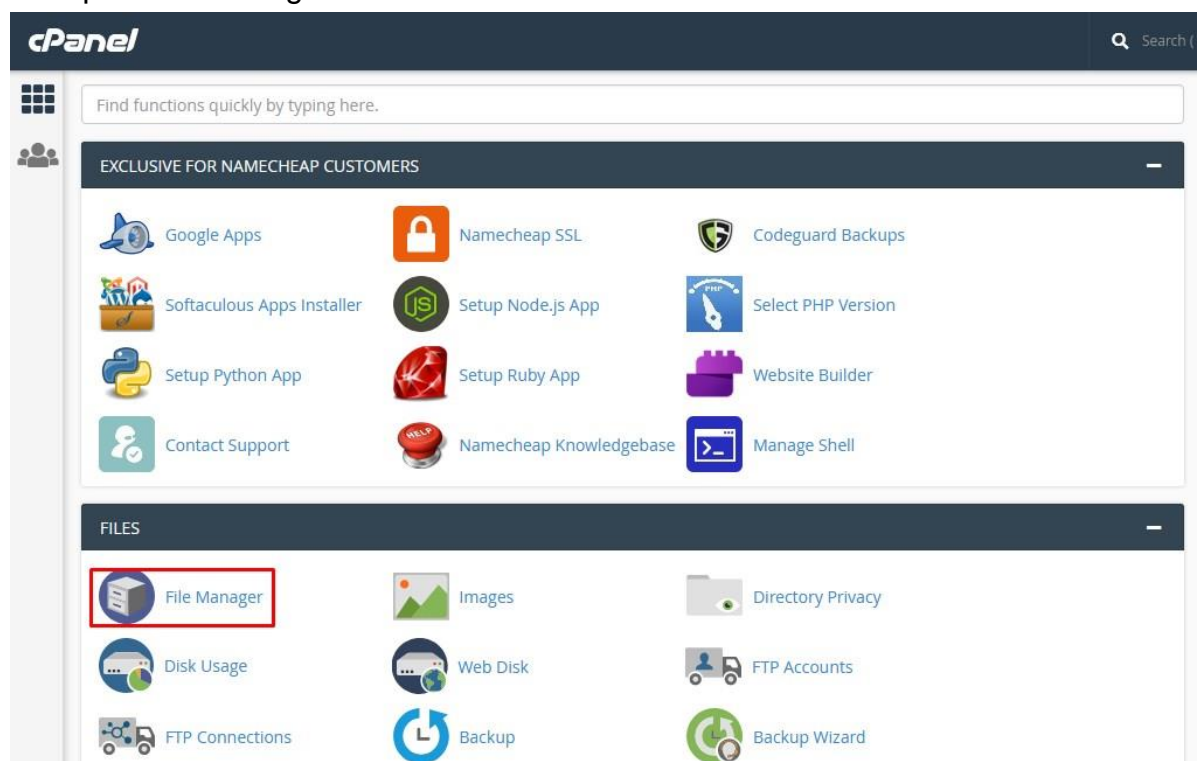 cPanel
Search (
Find functions quickly by typing here.
EXCLUSIVE FOR NAMECHEAP CUSTOMERS
Google Apps
Namecheap SSL
Codeguard Backups
Softaculous Apps Installer
JS
Setup Node.js App
PHP
Select PHP Version
Setup Python App
Setup Ruby App
Website Builder
Contact Support
HELP
Namecheap Knowledgebase
>_
Manage Shell
FILES
File Manager
Images
Directory Privacy
Disk Usage
Web Disk
FTP Accounts
FTP Connections
Backup
Backup Wizard